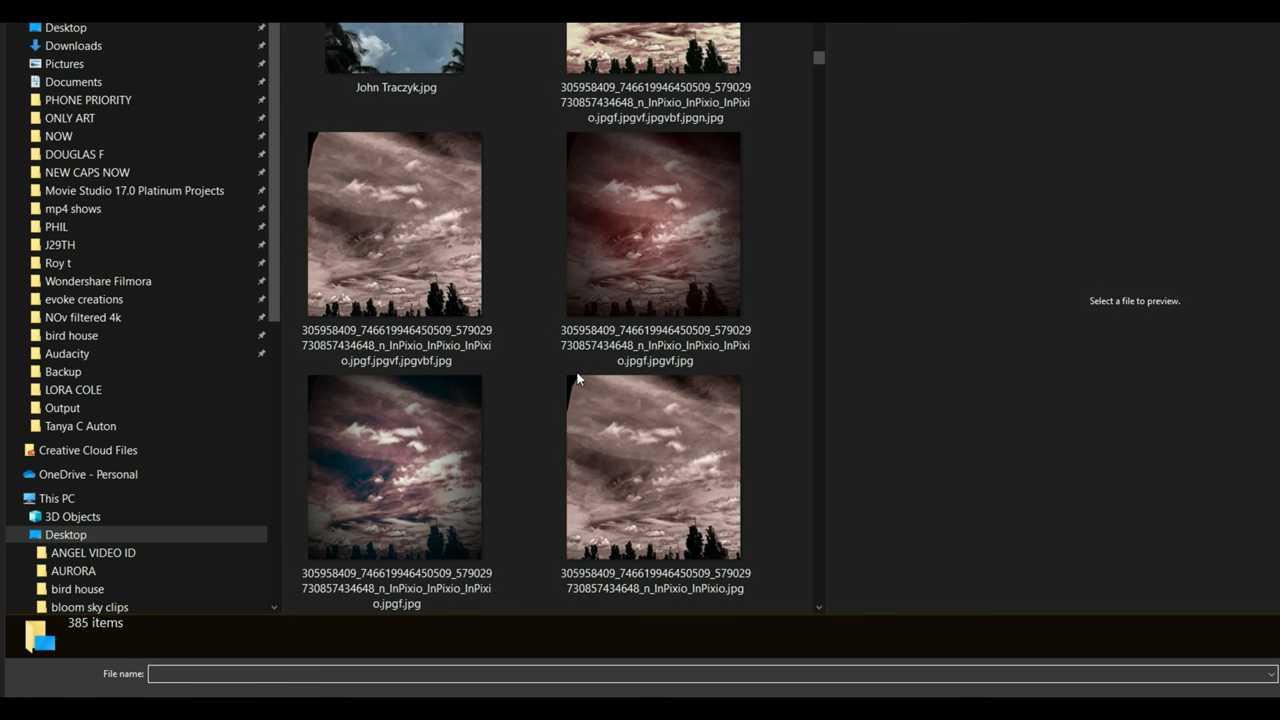 Desktop
Downloads
Pictures
Documents
PHONE PRIORITY
ONLY ART
NOW
DOUGLAS F
NEW CAPS NOW
Movie Studio 17.0 Platinum Projects
mp4 shows
PHIL
J29TH
Roy t
Wondershare Filmora
evoke creations
NOv filtered 4k
bird house
Audacity
Backup
LORA COLE
Output
Tanya C Auton
Creative Cloud Files
OneDrive - Personal
This PC
3D Objects
Desktop
ANGEL VIDEO ID
AURORA
bird house
bloom sky clips
John Traczyk.jpg
305958409_746619946450509_579029
730857434648_n_InPixio_InPixio_InPixi
o.jpgf.jpgvf.jpgvbf.jpgn.jpg
305958409_746619946450509_579029
730857434648_n_InPixio_InPixio_InPixi
o.jpgf.jpgvf.jpgvbf.jpg
305958409_746619946450509_579029
730857434648_n_InPixio_InPixio_InPixi
o.jpgf.jpgvf.jpg
305958409_746619946450509_579029
730857434648_n_InPixio_InPixio_InPixi
o.jpgf.jpg
305958409_746619946450509_579029
730857434648_n_InPixio_InPixio.jpg
Select a file to preview.
385 items
File name: